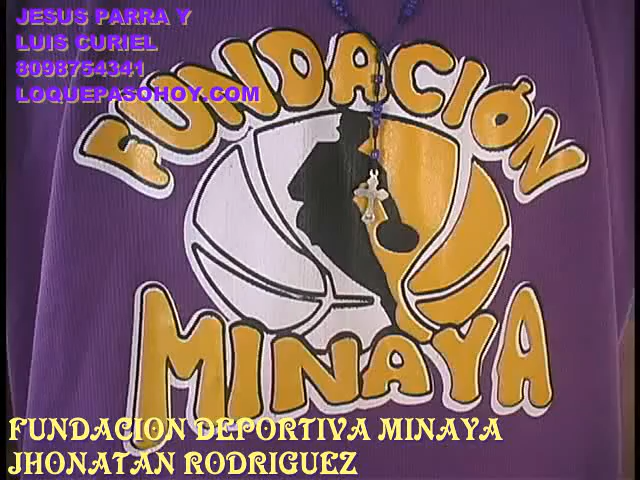 JESUS PARRA Y
LUIS CURIEL
8098754341
LOQUEPASOHOY.COM
FUNDACIÓN
MINAYA
FUNDACION DEPORTIVA MINAYA
JHONATAN RODRIGUEZ